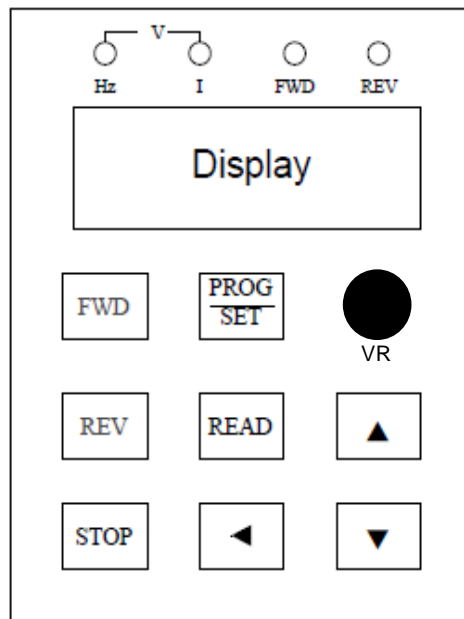 V
Hz I FWD REV
Display
FWD PROG
SET
VR
REV READ ▲
STOP ◀ ▼